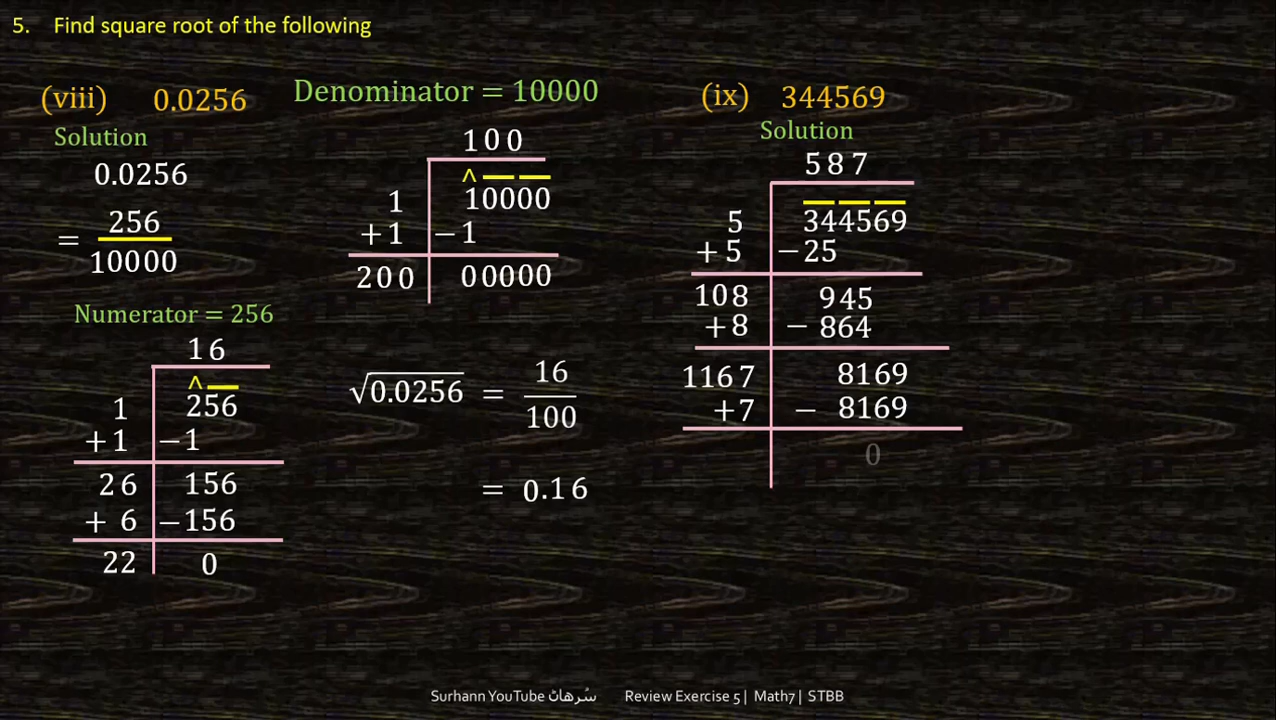 5. Find square root of the following
(viii) 0.0256
Solution
0.0256
= 256/10000
Numerator = 256
16
^
1 256
+1 −1
26 156
+ 6 −156
22 0
Denominator = 10000
100
^
1 10000
+1 −1
200 00000
√0.0256 = 16/100
= 0.16
(ix) 344569
Solution
587
5 344569
+5 −25
108 945
+8 − 864
1167 8169
+7 − 8169
0
Surhann YouTube سُرهاڻ Review Exercise 5 | Math7 | STBB